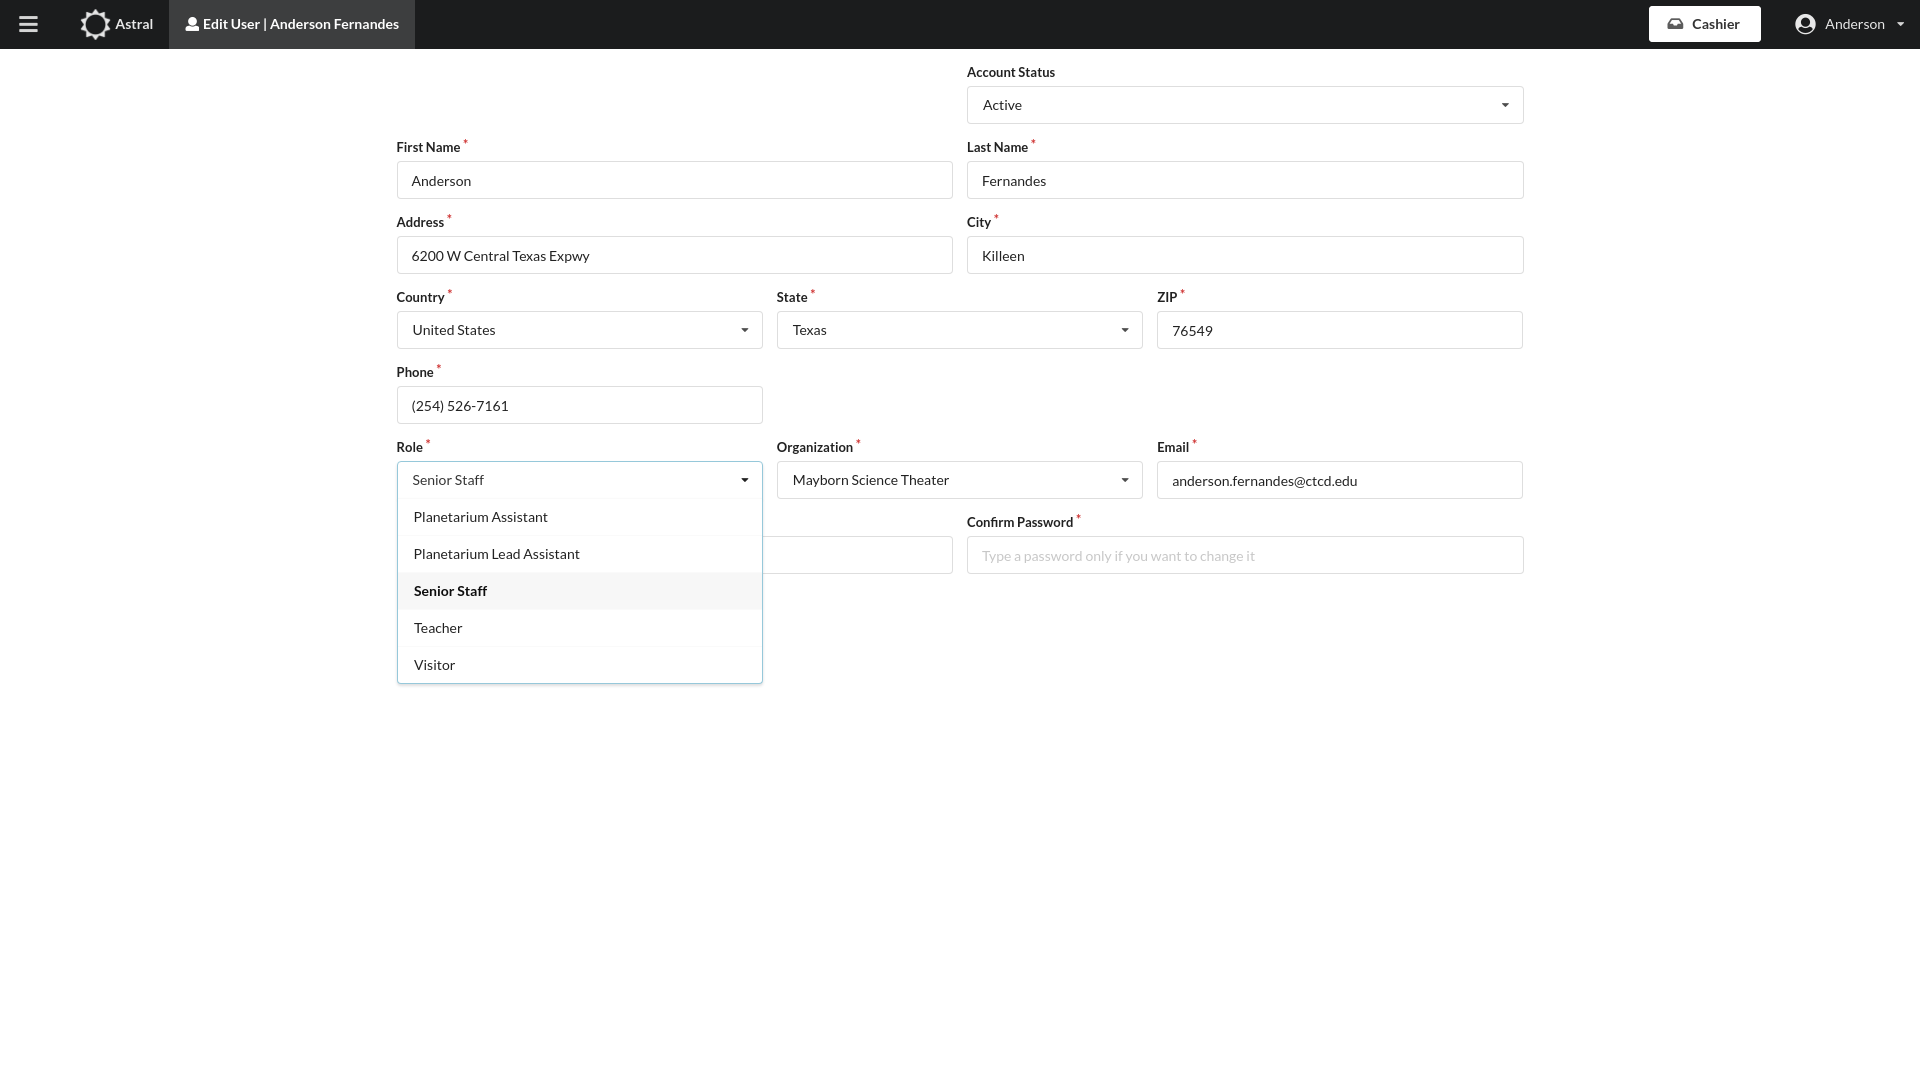 Astral
Edit User | Anderson Fernandes
Cashier
Anderson
Account Status
Active
First Name *
Last Name *
Anderson
Fernandes
Address *
City *
6200 W Central Texas Expwy
Killeen
Country *
State *
ZIP *
United States
Texas
76549
Phone *
(254) 526-7161
Role *
Organization *
Email *
Senior Staff
Mayborn Science Theater
anderson.fernandes@ctcd.edu
Planetarium Assistant
Planetarium Lead Assistant
Senior Staff
Teacher
Visitor
Confirm Password *
Type a password only if you want to change it